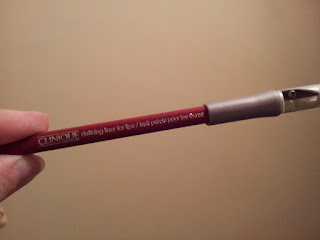 CLINIQUE defining liner for lips / trait précis pour les lèvres